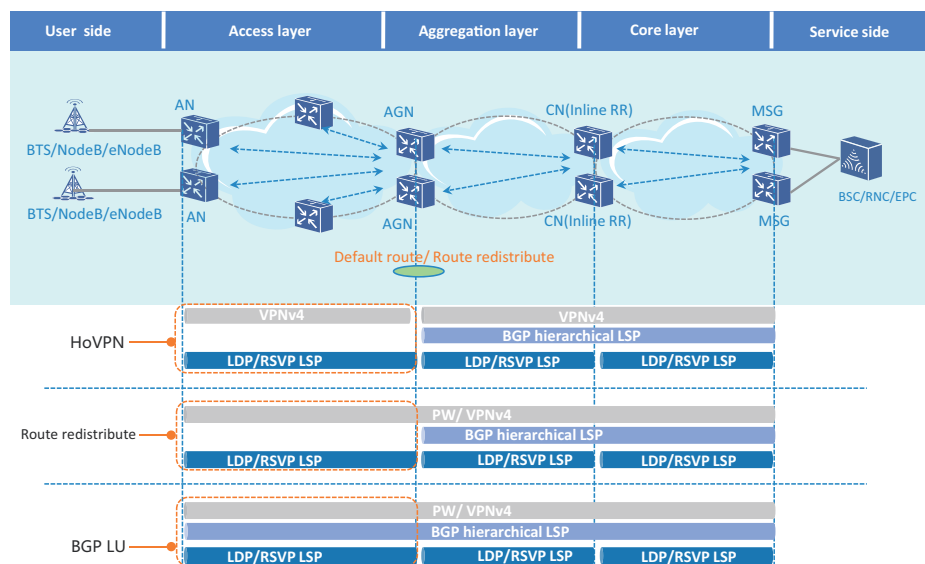 User side
Access layer
Aggregation layer
Core layer
Service side
AN
AGN
CN(Inline RR)
MSG
BTS/NodeB/eNodeB
BTS/NodeB/eNodeB
AN
AGN
CN(Inline RR)
MSG
BSC/RNC/EPC
Default route/ Route redistribute
HoVPN
VPNv4
VPNv4
BGP hierarchical LSP
LDP/RSVP LSP
LDP/RSVP LSP
LDP/RSVP LSP
Route redistribute
PW/ VPNv4
BGP hierarchical LSP
LDP/RSVP LSP
LDP/RSVP LSP
LDP/RSVP LSP
BGP LU
PW/ VPNv4
BGP hierarchical LSP
LDP/RSVP LSP
LDP/RSVP LSP
LDP/RSVP LSP